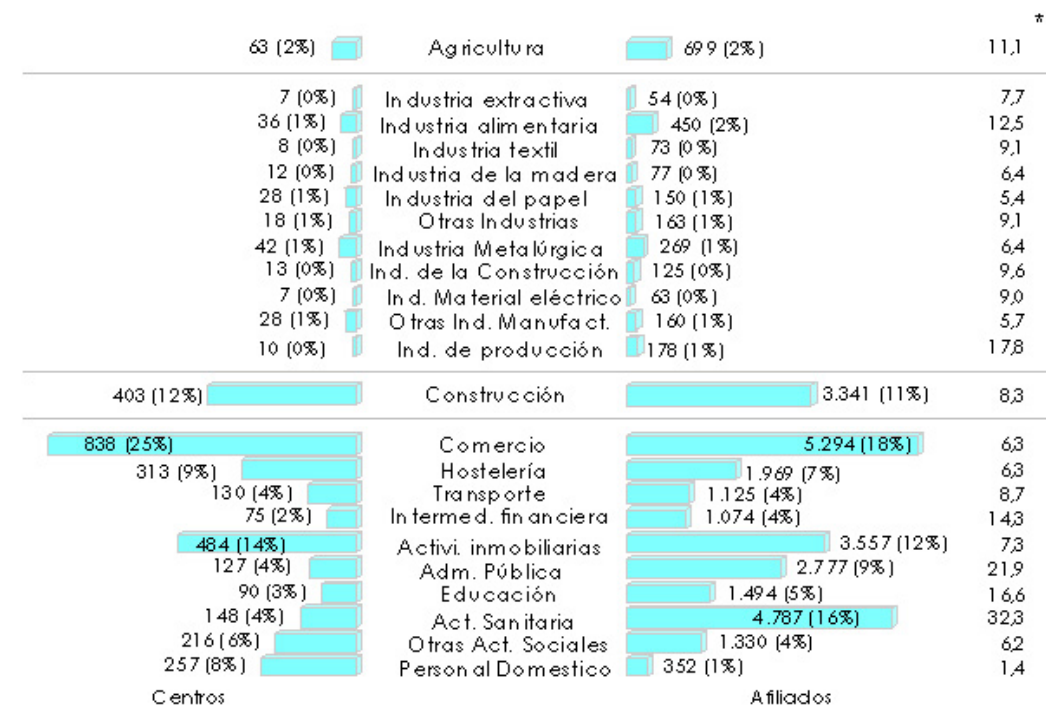 *
63 (2%) Agricultura 699 (2%) 11,1
7 (0%) Industria extractiva 54 (0%) 7,7
36 (1%) Industria alimentaria 450 (2%) 12,5
8 (0%) Industria textil 73 (0%) 9,1
12 (0%) Industria de la madera 77 (0%) 6,4
28 (1%) Industria del papel 150 (1%) 5,4
18 (1%) Otras Industrias 163 (1%) 9,1
42 (1%) Industria Metalúrgica 269 (1%) 6,4
13 (0%) Ind. de la Construcción 125 (0%) 9,6
7 (0%) Ind. Material eléctrico 63 (0%) 9,0
28 (1%) Otras Ind. Manufact. 160 (1%) 5,7
10 (0%) Ind. de producción 178 (1%) 17,8
403 (12%) Construcción 3.341 (11%) 8,3
838 (25%) Comercio 5.294 (18%) 6,3
313 (9%) Hostelería 1.969 (7%) 6,3
130 (4%) Transporte 1.125 (4%) 8,7
75 (2%) Intermed. financiera 1.074 (4%) 14,3
484 (14%) Activi. inmobiliarias 3.557 (12%) 7,3
127 (4%) Adm. Pública 2.777 (9%) 21,9
90 (3%) Educación 1.494 (5%) 16,6
148 (4%) Act. Sanitaria 4.787 (16%) 32,3
216 (6%) Otras Act. Sociales 1.330 (4%) 6,2
257 (8%) Personal Domestico 352 (1%) 1,4
Centros Afiliados